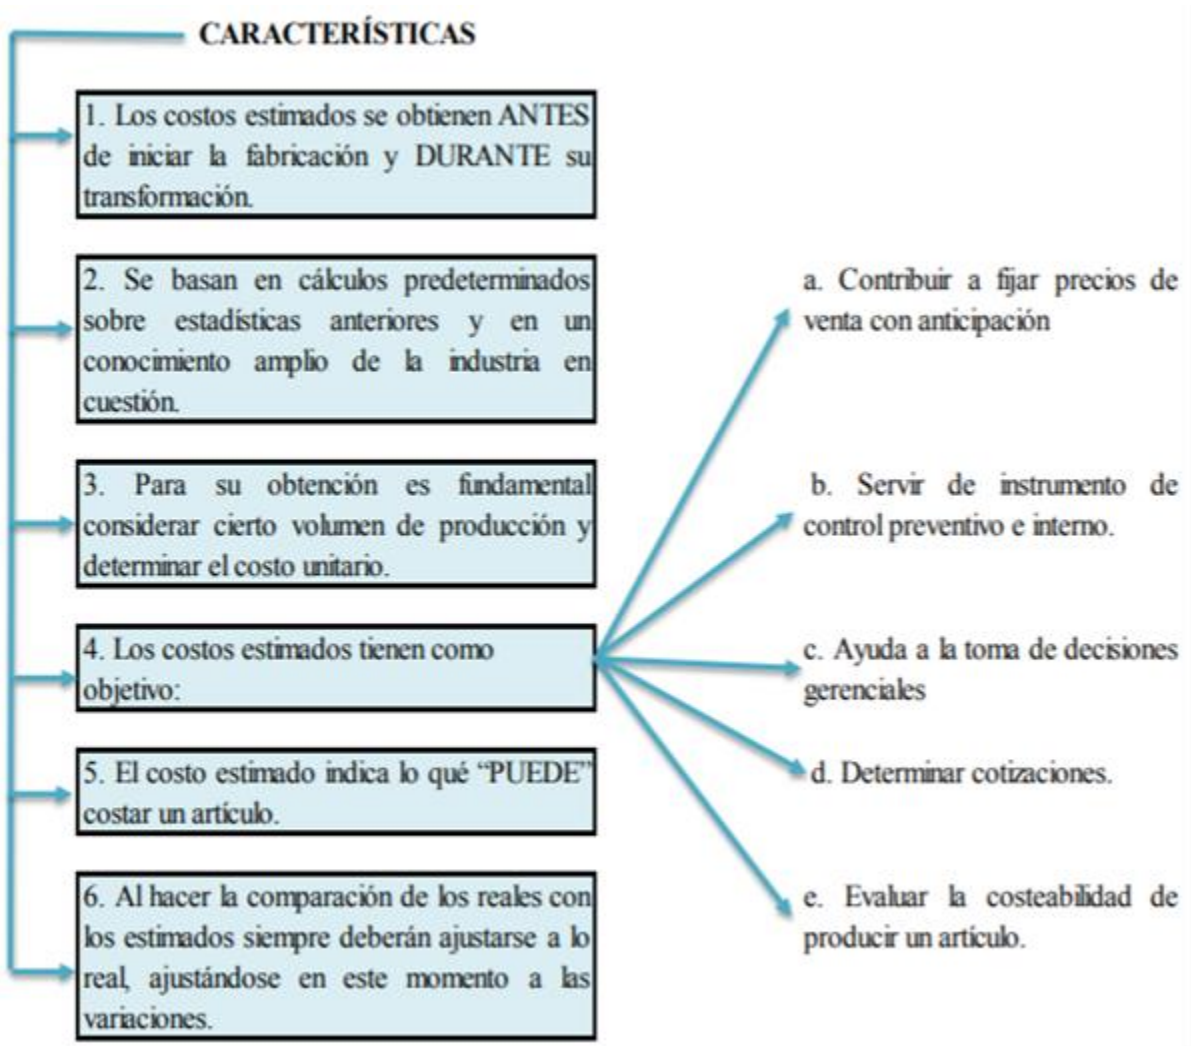 CARACTERÍSTICAS
1. Los costos estimados se obtienen ANTES
de iniciar la fabricación y DURANTE su
transformación.
2. Se basan en cálculos predeterminados
sobre estadísticas anteriores y en un
conocimiento amplio de la industria en
cuestión.
3. Para su obtención es fundamental
considerar cierto volumen de producción y
determinar el costo unitario.
4. Los costos estimados tienen como
objetivo:
5. El costo estimado indica lo qué “PUEDE”
costar un artículo.
6. Al hacer la comparación de los reales con
los estimados siempre deberán ajustarse a lo
real, ajustándose en este momento a las
variaciones.
a. Contribuir a fijar precios de
venta con anticipación
b. Servir de instrumento de
control preventivo e interno.
c. Ayuda a la toma de decisiones
gerenciales
d. Determinar cotizaciones.
e. Evaluar la costeabilidad de
producir un artículo.